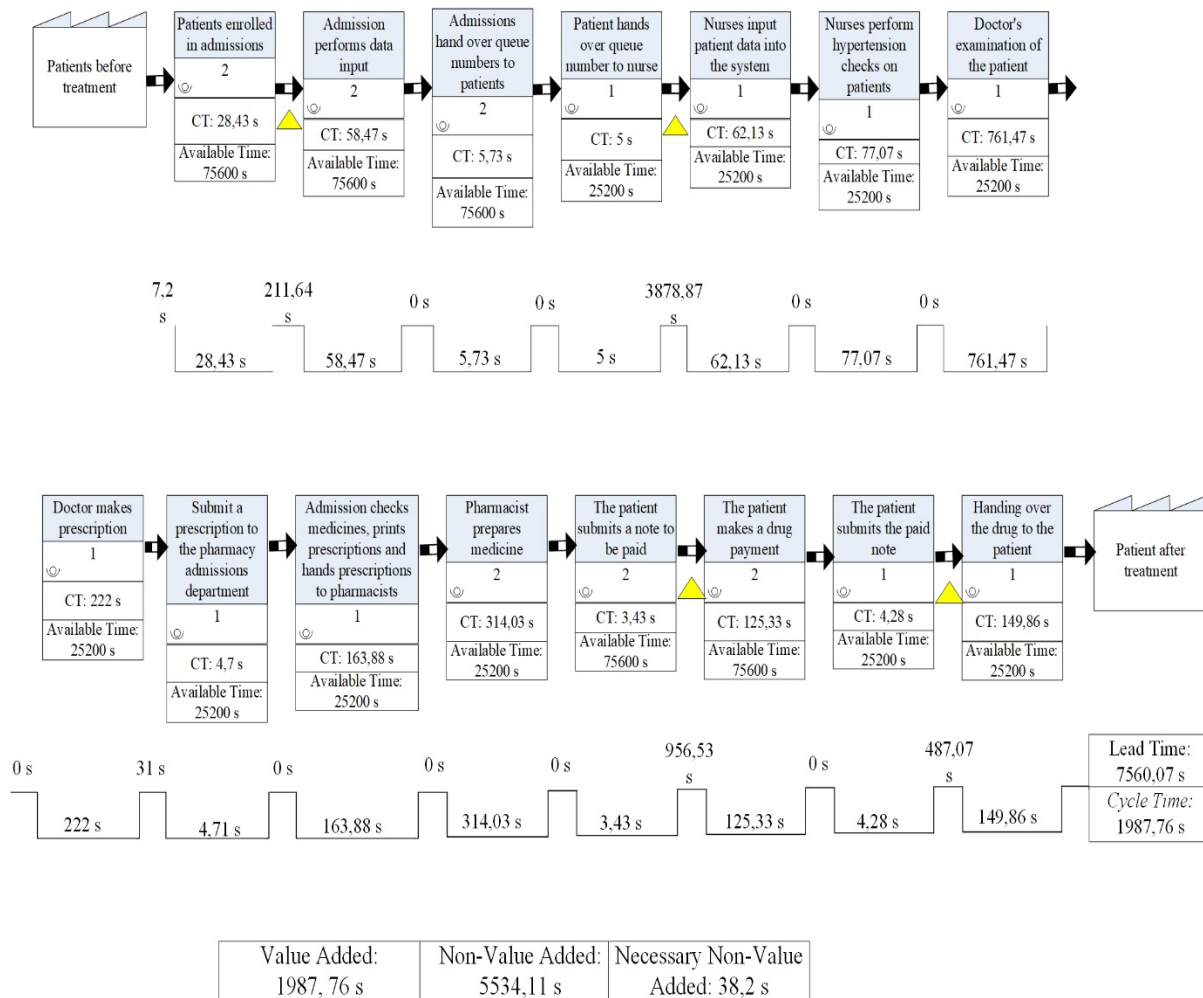 Patients before
treatment
Patients enrolled
in admissions
2
CT: 28,43 s
Available Time:
75600 s
Admission
performs data
input
2
CT: 58,47 s
Available Time:
75600 s
Admissions
hand over queue
numbers to
patients
2
CT: 5,73 s
Available Time:
75600 s
Patient hands
over queue
number to nurse
1
CT: 5 s
Available Time:
25200 s
Nurses input
patient data into
the system
1
CT: 62,13 s
Available Time:
25200 s
Nurses perform
hypertension
checks on
patients
1
CT: 77,07 s
Available Time:
25200 s
Doctor's
examination of
the patient
1
CT: 761,47 s
Available Time:
25200 s
7,2
s
211,64
s
0 s
0 s
3878,87
s
0 s
0 s
28,43 s
58,47 s
5,73 s
5 s
62,13 s
77,07 s
761,47 s
Doctor makes
prescription
1
CT: 222 s
Available Time:
25200 s
Submit a
prescription to
the pharmacy
admissions
department
1
CT: 4,7 s
Available Time:
25200 s
Admission checks
medicines, prints
prescriptions and
hands prescriptions
to pharmacists
1
CT: 163,88 s
Available Time:
25200 s
Pharmacist
prepares
medicine
2
CT: 314,03 s
Available Time:
25200 s
The patient
submits a note to
be paid
2
CT: 3,43 s
Available Time:
75600 s
The patient
makes a drug
payment
2
CT: 125,33 s
Available Time:
75600 s
The patient
submits the paid
note
1
CT: 4,28 s
Available Time:
25200 s
Handing over
the drug to the
patient
1
CT: 149,86 s
Available Time:
25200 s
Patient after
treatment
0 s
31 s
0 s
0 s
0 s
956,53
s
0 s
487,07
s
222 s
4,71 s
163,88 s
314,03 s
3,43 s
125,33 s
4,28 s
149,86 s
Lead Time:
7560,07 s
Cycle Time:
1987,76 s
Value Added:
1987, 76 s
Non-Value Added:
5534,11 s
Necessary Non-Value
Added: 38,2 s